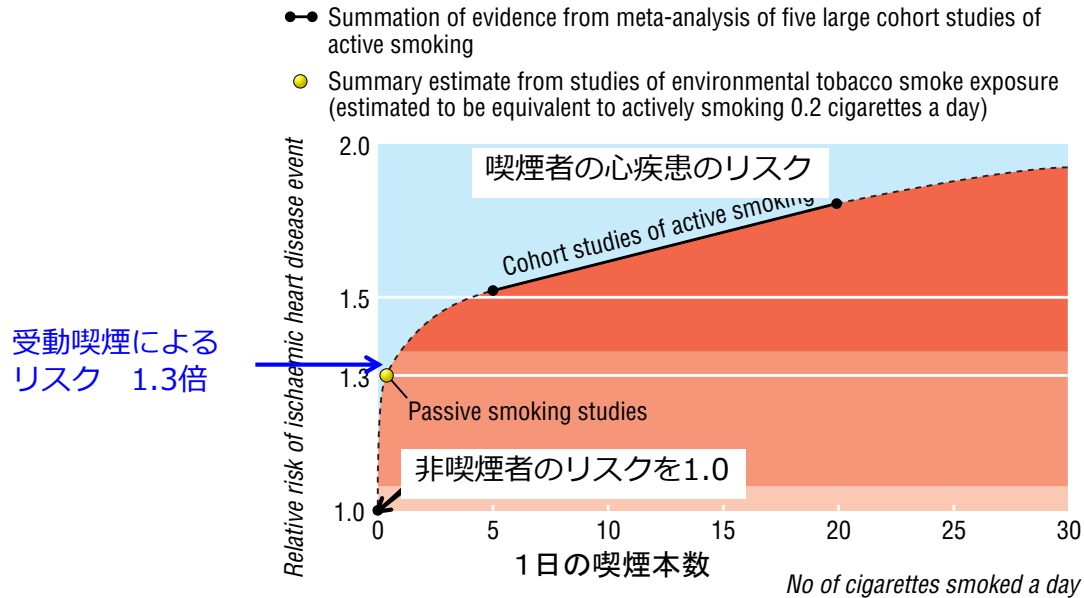 Summation of evidence from meta-analysis of five large cohort studies of
active smoking
Summary estimate from studies of environmental tobacco smoke exposure
(estimated to be equivalent to actively smoking 0.2 cigarettes a day)
Relative risk of ischaemic heart disease event
2.0
喫煙者の心疾患のリスク
Cohort studies of active smoking
1.5
受動喫煙による
リスク 1.3倍
1.3
Passive smoking studies
非喫煙者のリスクを1.0
1.0
0 5 10 15 20 25 30
1日の喫煙本数
No of cigarettes smoked a day